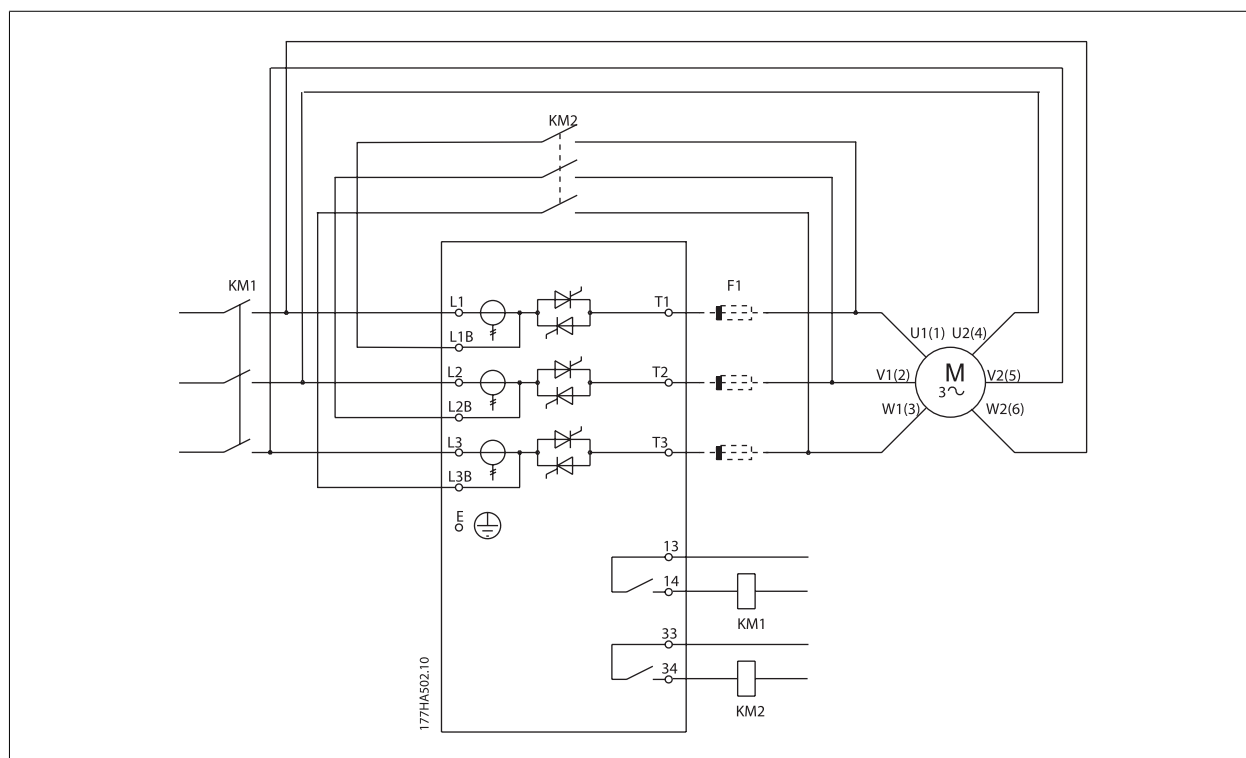 KM2
KM1
L1
T1
F1
L1B
U1(1) U2(4)
L2
T2
V1(2)
M
3~
V2(5)
L2B
W1(3)
W2(6)
L3
T3
L3B
E
13
14
KM1
33
34
KM2
177HA502.10